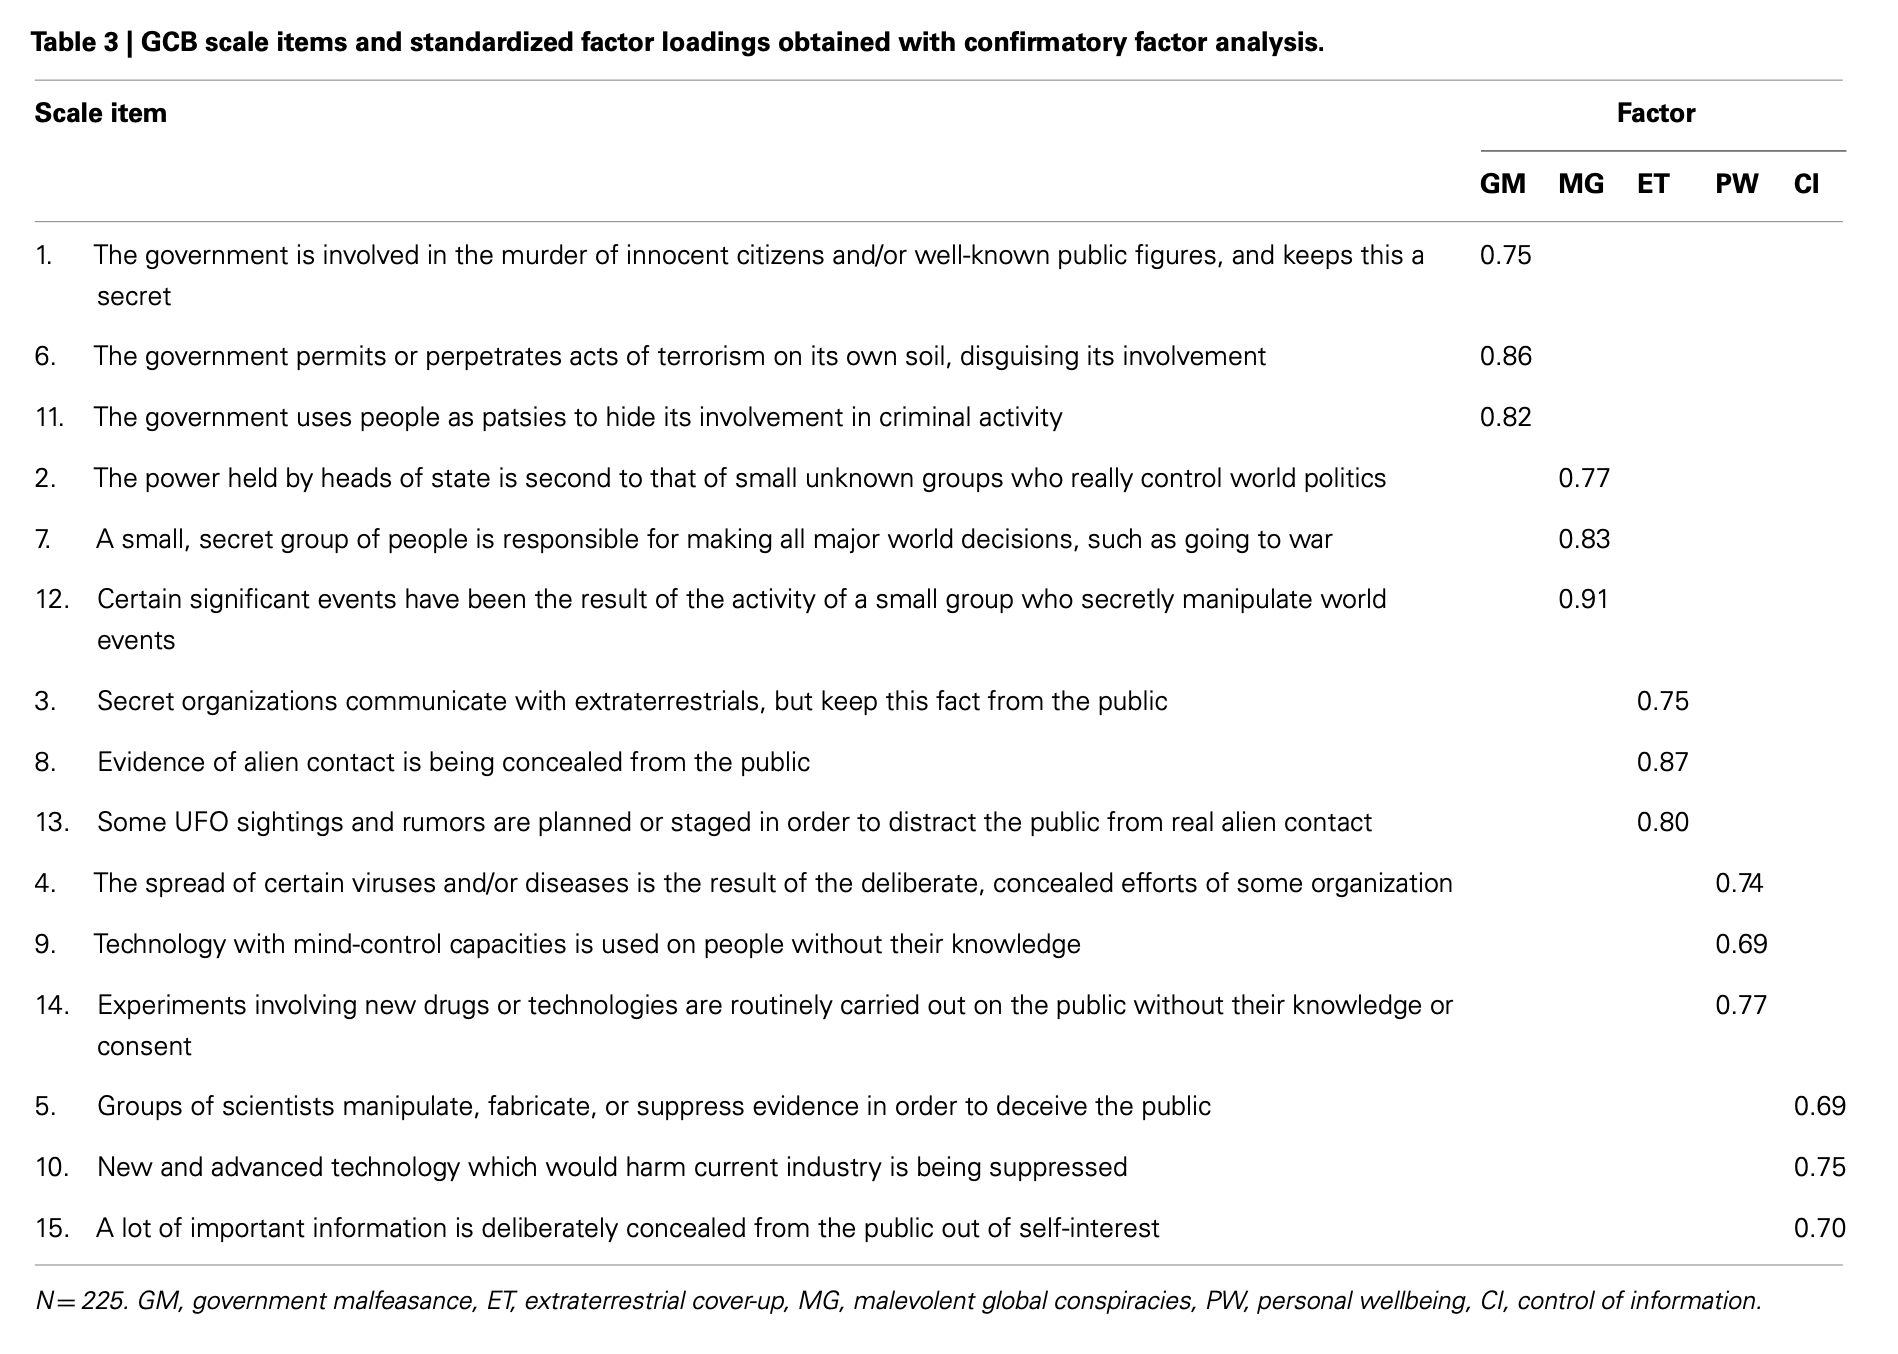 Table 3 | GCB scale items and standardized factor loadings obtained with confirmatory factor analysis.
Scale item Factor
GM MG ET PW CI
1. The government is involved in the murder of innocent citizens and/or well-known public figures, and keeps this a 0.75
secret
6. The government permits or perpetrates acts of terrorism on its own soil, disguising its involvement 0.86
11. The government uses people as patsies to hide its involvement in criminal activity 0.82
2. The power held by heads of state is second to that of small unknown groups who really control world politics 0.77
7. A small, secret group of people is responsible for making all major world decisions, such as going to war 0.83
12. Certain significant events have been the result of the activity of a small group who secretly manipulate world 0.91
events
3. Secret organizations communicate with extraterrestrials, but keep this fact from the public 0.75
8. Evidence of alien contact is being concealed from the public 0.87
13. Some UFO sightings and rumors are planned or staged in order to distract the public from real alien contact 0.80
4. The spread of certain viruses and/or diseases is the result of the deliberate, concealed efforts of some organization 0.74
9. Technology with mind-control capacities is used on people without their knowledge 0.69
14. Experiments involving new drugs or technologies are routinely carried out on the public without their knowledge or 0.77
consent
5. Groups of scientists manipulate, fabricate, or suppress evidence in order to deceive the public 0.69
10. New and advanced technology which would harm current industry is being suppressed 0.75
15. A lot of important information is deliberately concealed from the public out of self-interest 0.70
N = 225. GM, government malfeasance, ET, extraterrestrial cover-up, MG, malevolent global conspiracies, PW, personal wellbeing, CI, control of information.